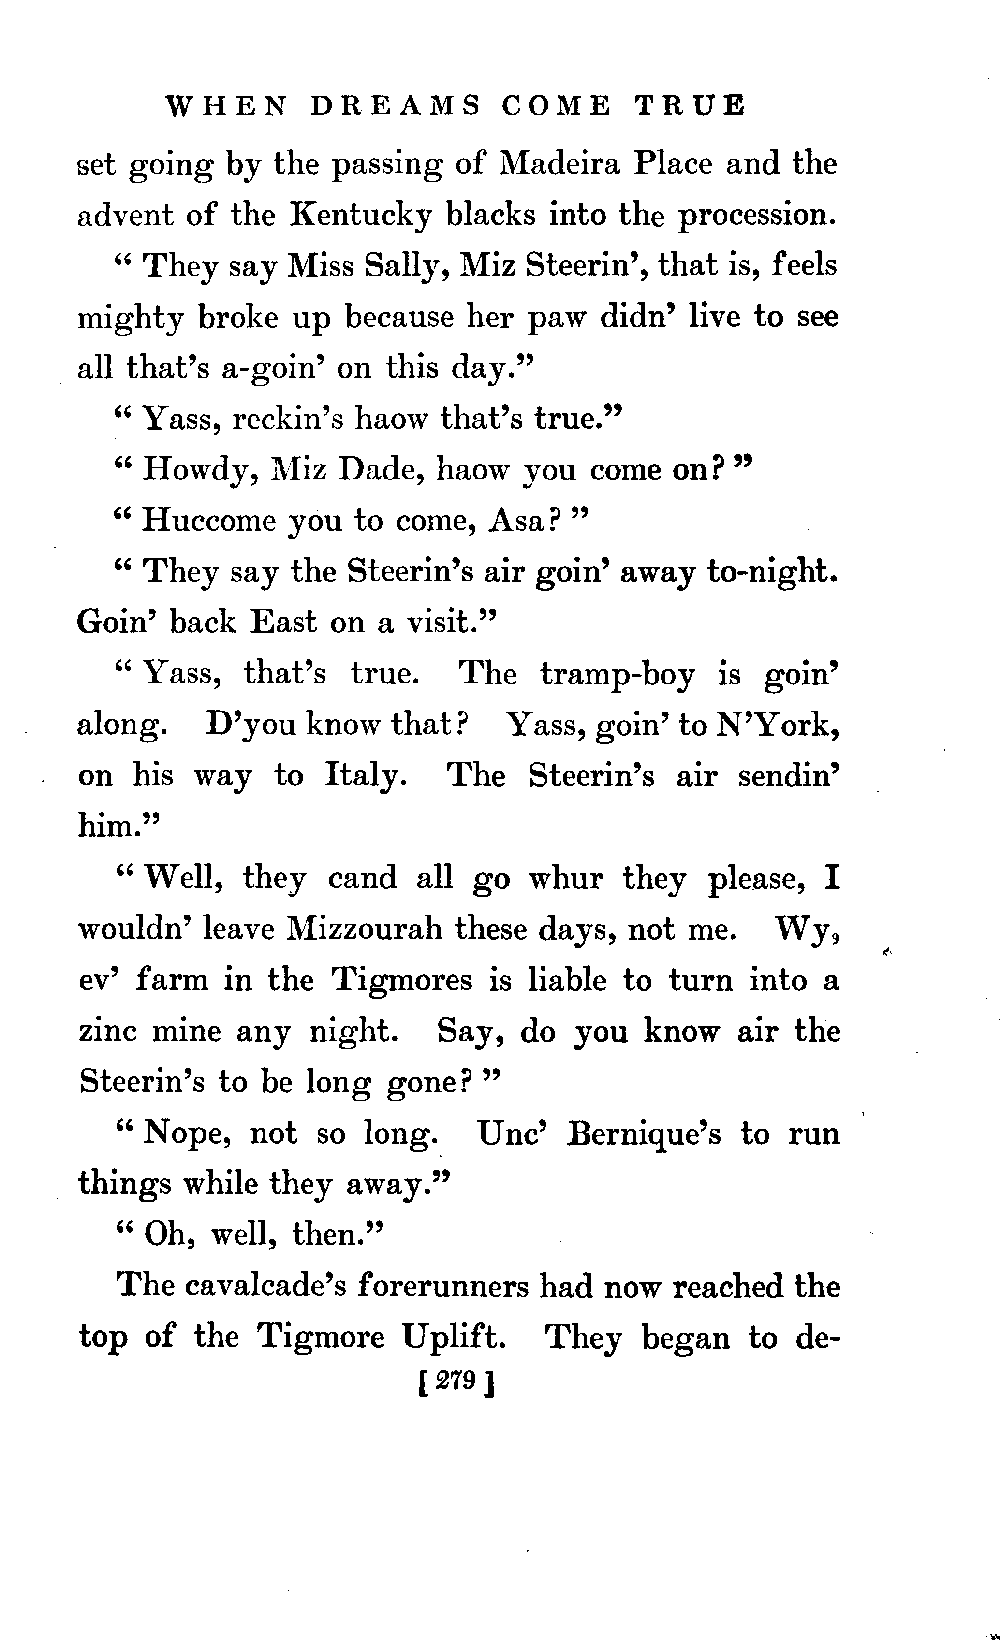 WHEN DREAMS COME TRUE
set going by the passing of Madeira Place and the
advent of the Kentucky blacks into the procession.
“ They say Miss Sally, Miz Steerin’, that is, feels
mighty broke up because her paw didn’ live to see
all that’s a-goin’ on this day.”
“ Yass, reckin’s haow that’s true.”
“ Howdy, Miz Dade, haow you come on? ”
“ Huccome you to come, Asa? ”
“ They say the Steerin’s air goin’ away to-night.
Goin’ back East on a visit.”
“ Yass, that’s true. The tramp-boy is goin’
along. D’you know that? Yass, goin’ to N’York,
on his way to Italy. The Steerin’s air sendin’
him.”
“ Well, they cand all go whur they please, I
wouldn’ leave Mizzourah these days, not me. Wy,
ev’ farm in the Tigmores is liable to turn into a
zinc mine any night. Say, do you know air the
Steerin’s to be long gone? ”
“ Nope, not so long. Unc’ Bernique’s to run
things while they away.”
“ Oh, well, then.”
The cavalcade’s forerunners had now reached the
top of the Tigmore Uplift. They began to de-
[ 279 ]